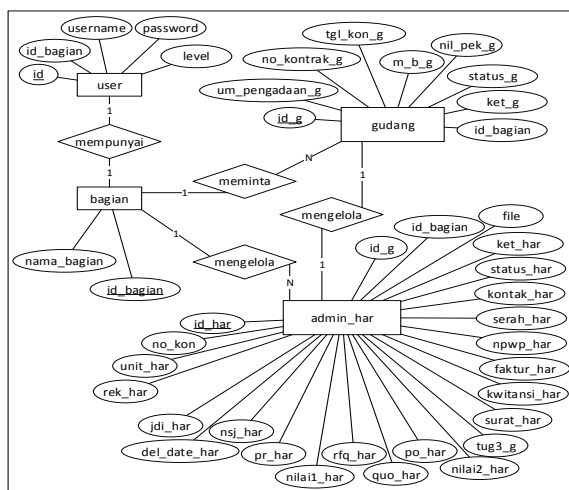 username
password
id_bagian
level
id
user
tgl_kon_g
nil_pek_g
no_kontrak_g
m_b_g
status_g
um_pengadaan_g
ket_g
id_g
gudang
id_bagian
1
mempunyai
1
bagian
1
meminta
N
1
mengelola
1
nama_bagian
id_bagian
1
mengelola
N
id_g
id_bagian
file
ket_har
status_har
kontak_har
id_har
admin_har
serah_har
no_kon
npwp_har
unit_har
faktur_har
rek_har
kwitansi_har
surat_har
jdi_har
nsj_har
tug3_g
del_date_har
pr_har
rfq_har
po_har
nilai2_har
nilai1_har
quo_har